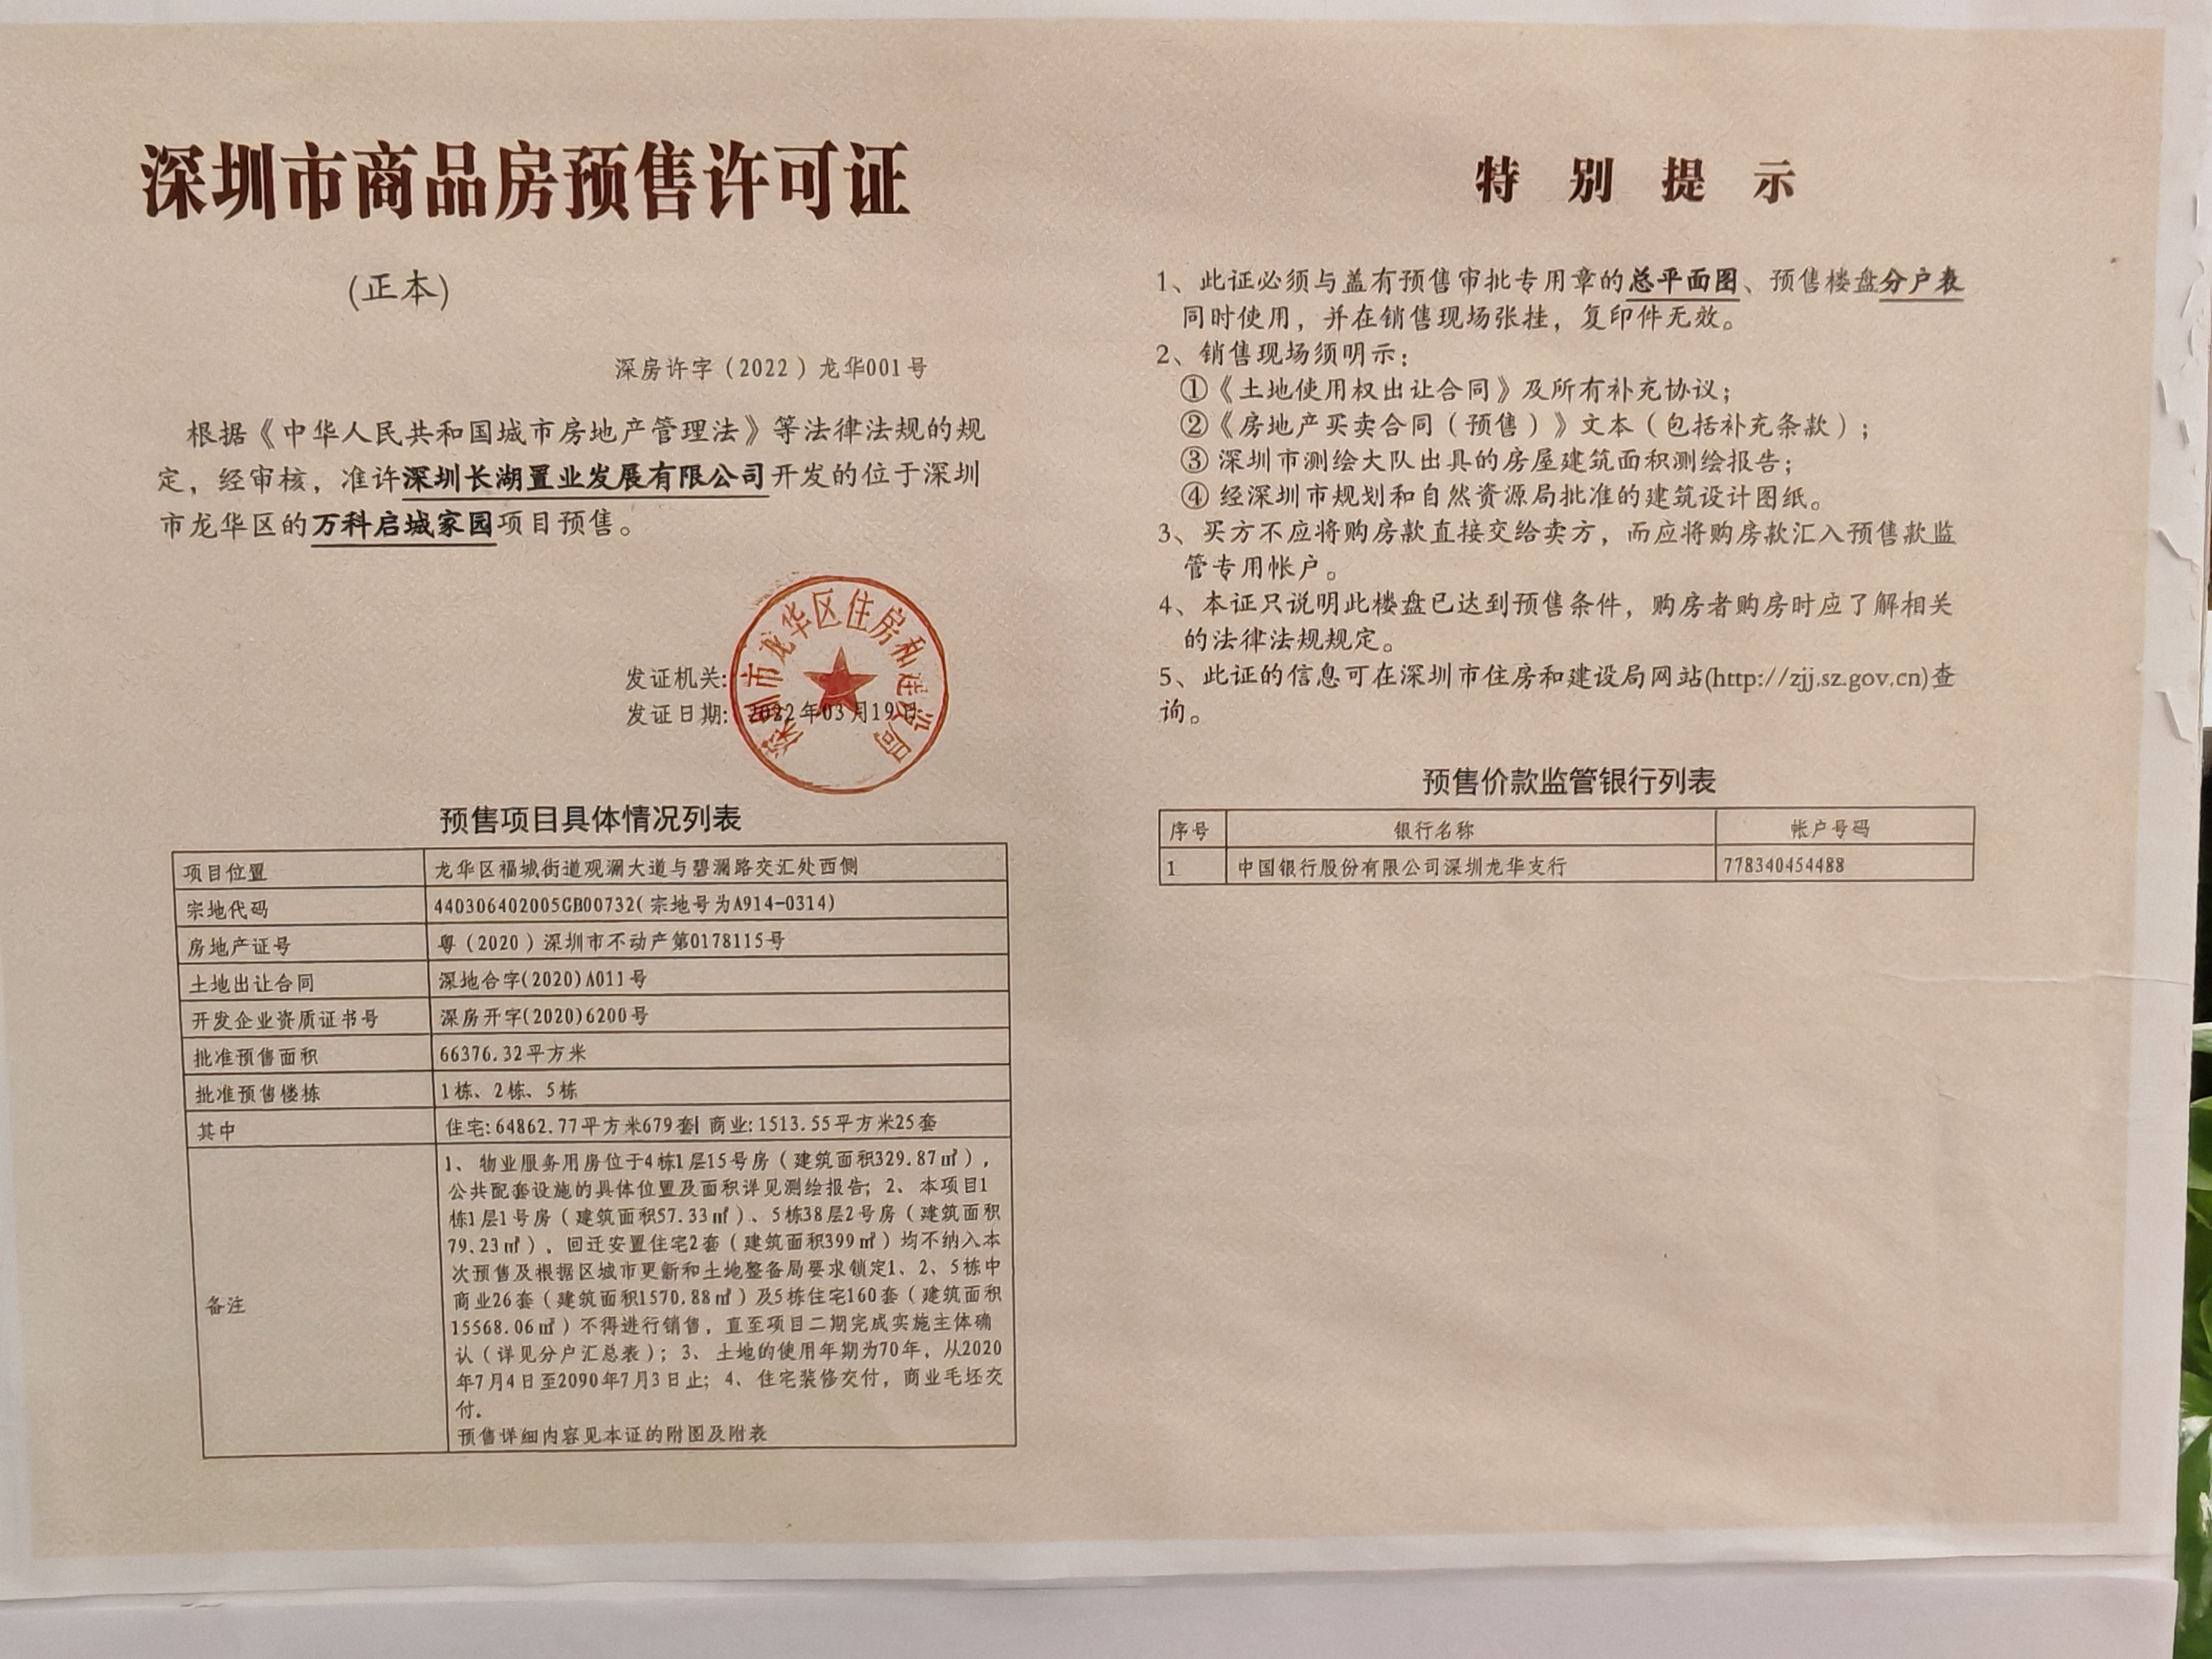 深圳市商品房预售许可证
(正本)
深房许字（2022）龙华001号
根据《中华人民共和国城市房地产管理法》等法律法规的规
定，经审核，准许深圳长湖置业发展有限公司开发的位于深圳
市龙华区的万科启城家园项目预售。
深圳市龙华区住房和建设局
发证机关:
发证日期: 2022年03月19日
预售项目具体情况列表
项目位置 龙华区福城街道观澜大道与碧澜路交汇处西侧
宗地代码 440306402005GB00732( 宗地号为A914-0314)
房地产证号 粤（2020）深圳市不动产第0178115号
土地出让合同 深地合字(2020)A011号
开发企业资质证书号 深房开字(2020)6200号
批准预售面积 66376.32平方米
批准预售楼栋 1栋、2栋、5栋
其中 住宅:64862.77平方米679套| 商业:1513.55平方米25套
备注
1、物业服务用房位于4栋1层15号房（建筑面积329.87㎡），
公共配套设施的具体位置及面积详见测绘报告；2、本项目1
栋1层1号房（建筑面积57.33㎡）、5栋38层2号房（建筑面积
79.23㎡），回迁安置住宅2套（建筑面积399㎡）均不纳入本
次预售及根据区城市更新和土地整备局要求锁定1、2、5栋中
商业26套（建筑面积1570.88㎡）及5栋住宅160套（建筑面积
15568.06㎡）不得进行销售，直至项目二期完成实施主体确
认（详见分户汇总表）；3、土地的使用年期为70年，从2020
年7月4日至2090年7月3日止；4、住宅装修交付，商业毛坯交
付。
预售详细内容见本证的附图及附表
特别提示
1、此证必须与盖有预售审批专用章的总平面图、预售楼盘分户表
同时使用，并在销售现场张挂，复印件无效。
2、销售现场须明示：
①《土地使用权出让合同》及所有补充协议；
②《房地产买卖合同（预售）》文本（包括补充条款）；
③ 深圳市测绘大队出具的房屋建筑面积测绘报告；
④ 经深圳市规划和自然资源局批准的建筑设计图纸。
3、买方不应将购房款直接交给卖方，而应将购房款汇入预售款监
管专用帐户。
4、本证只说明此楼盘已达到预售条件，购房者购房时应了解相关
的法律法规规定。
5、此证的信息可在深圳市住房和建设局网站(http://zjj.sz.gov.cn)查
询。
预售价款监管银行列表
序号 银行名称 帐户号码
1 中国银行股份有限公司深圳龙华支行 778340454488